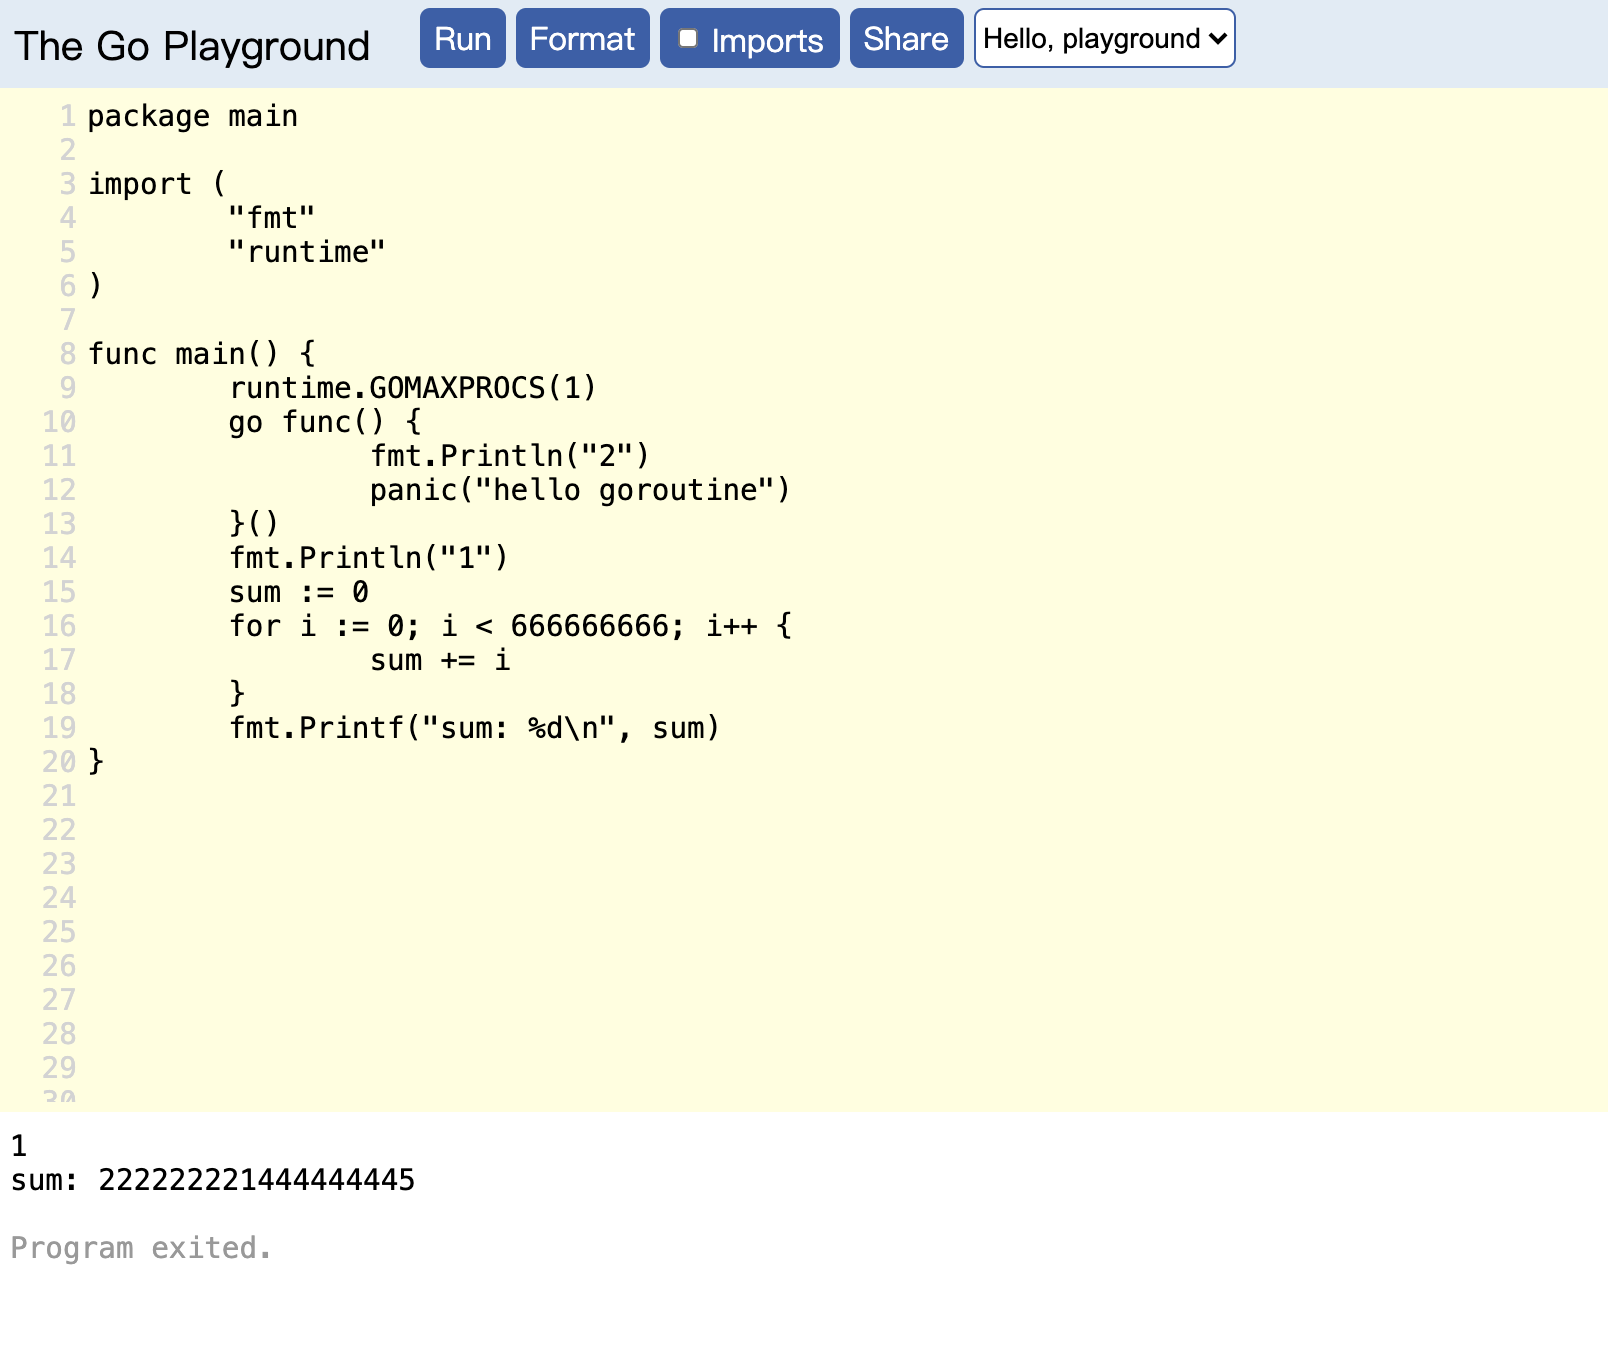 The Go Playground Run Format Imports Share Hello, playground
1 package main
2
3 import (
4 "fmt"
5 "runtime"
6 )
7
8 func main() {
9 runtime.GOMAXPROCS(1)
10 go func() {
11 fmt.Println("2")
12 panic("hello goroutine")
13 }()
14 fmt.Println("1")
15 sum := 0
16 for i := 0; i < 666666666; i++ {
17 sum += i
18 }
19 fmt.Printf("sum: %d\n", sum)
20 }
21
22
23
24
25
26
27
28
29
30
1
sum: 222222221444444445
Program exited.